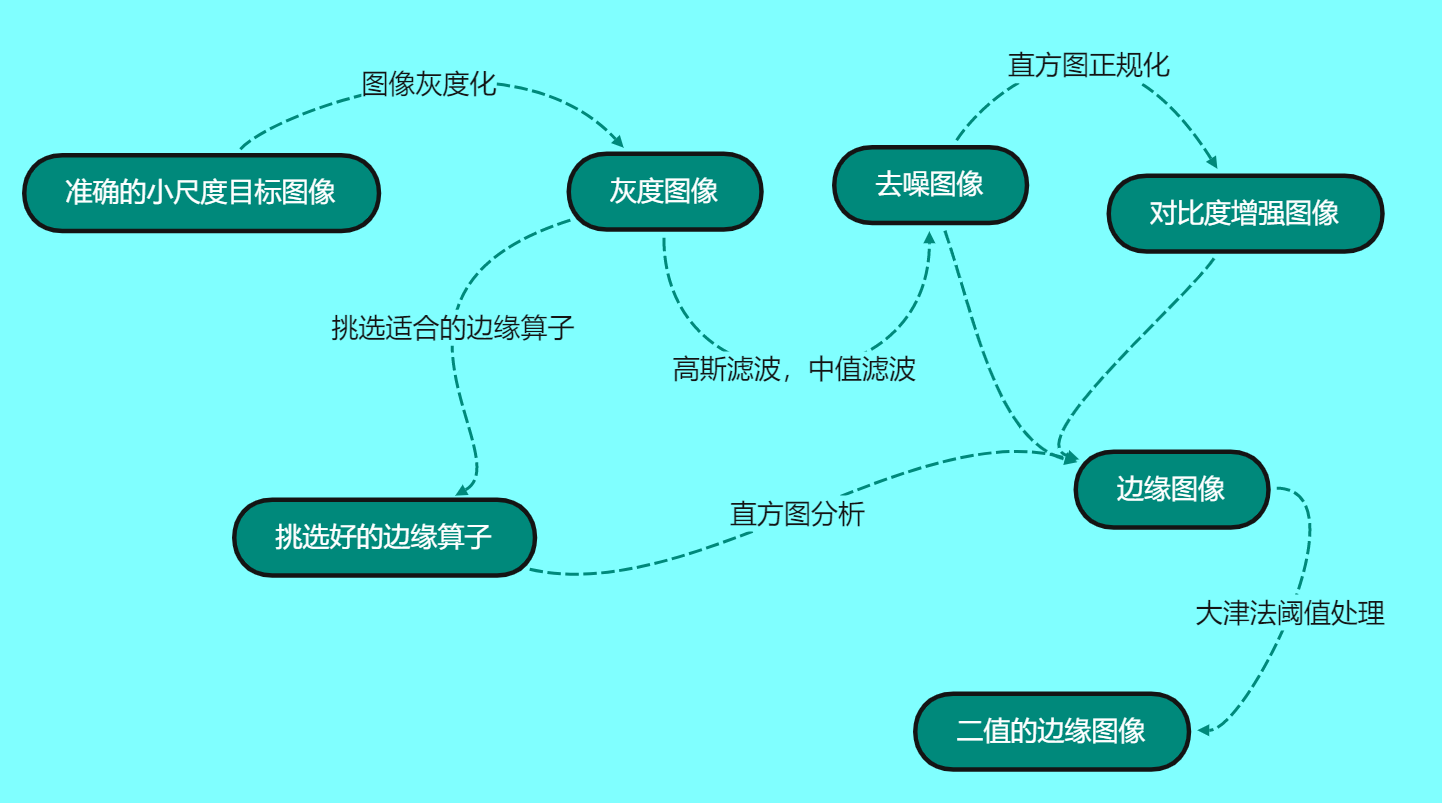 直方图正规化
图像灰度化
准确的小尺度目标图像
灰度图像
去噪图像
对比度增强图像
挑选适合的边缘算子
高斯滤波，中值滤波
边缘图像
直方图分析
挑选好的边缘算子
大津法阈值处理
二值的边缘图像